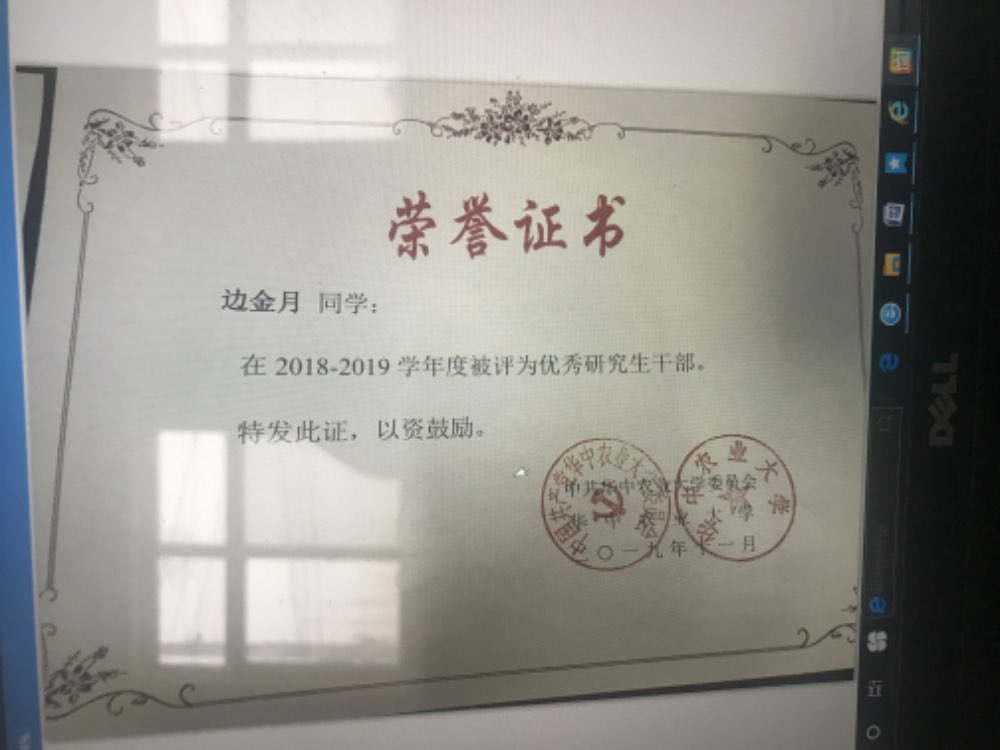 荣誉证书
边金月 同学：
在 2018-2019 学年度被评为优秀研究生干部。
特发此证，以资鼓励。
中共华中农业大学委员会
华中农业大学
二〇一九年十一月
DELL